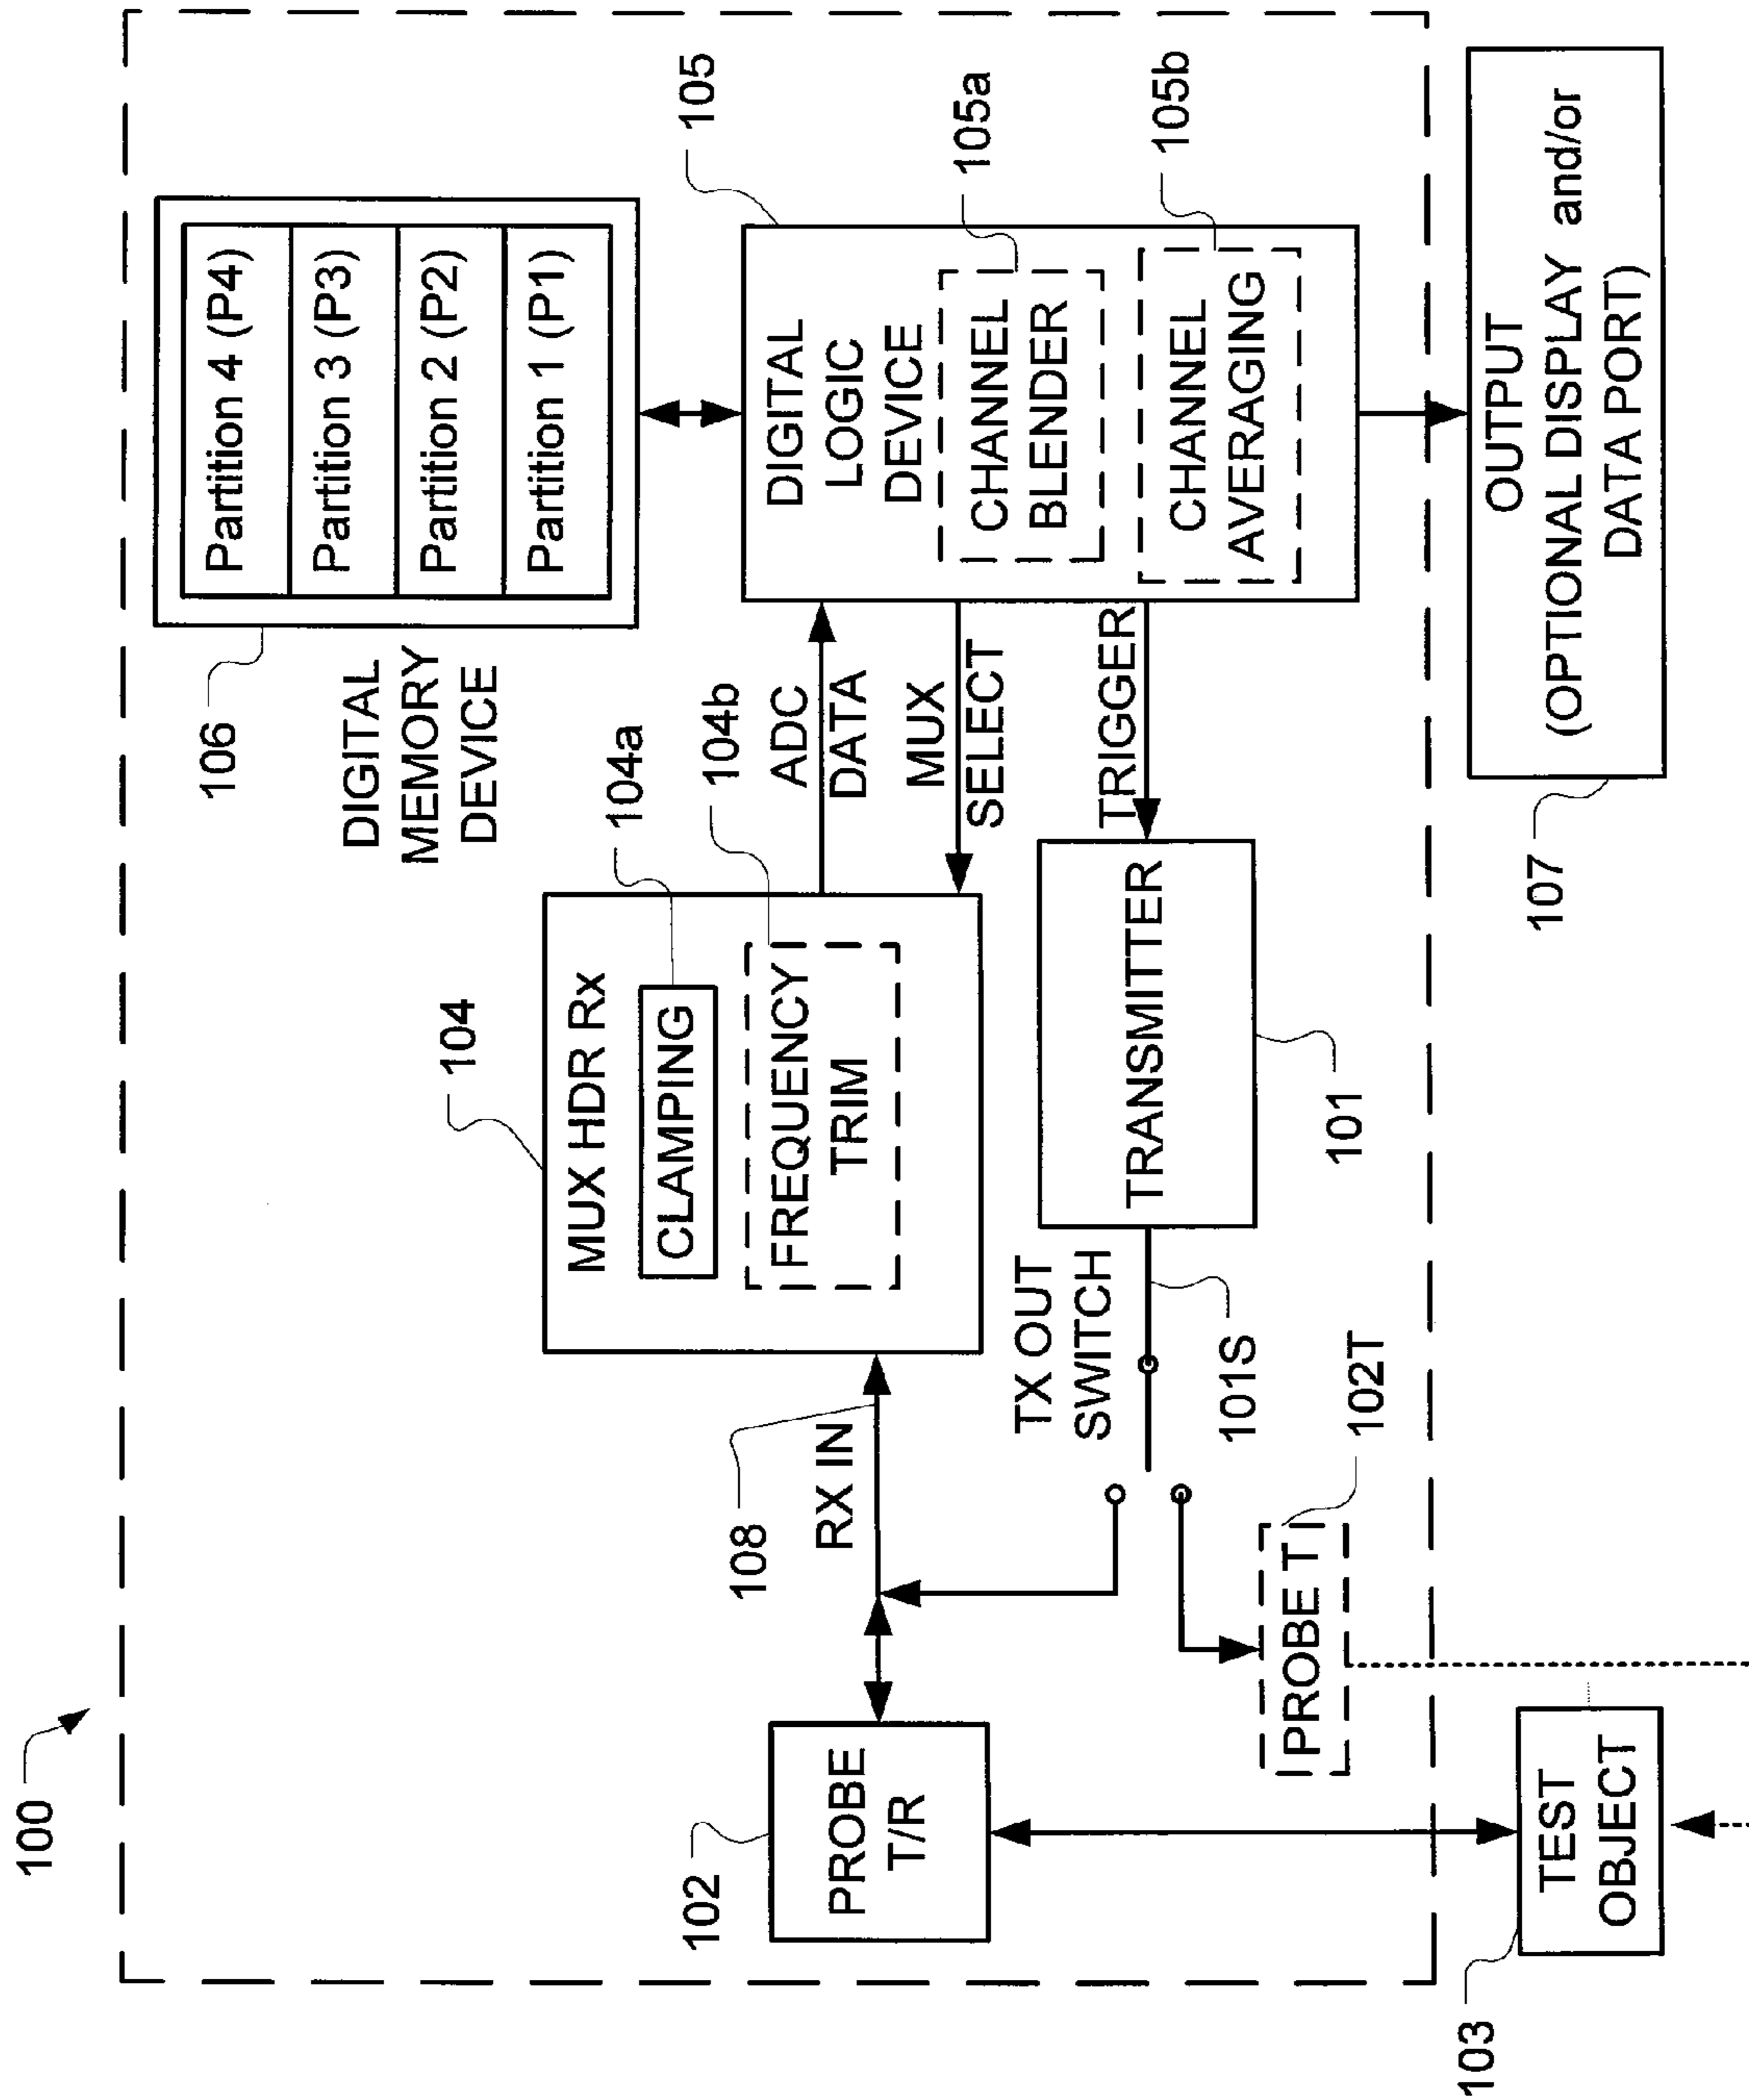 100
106
DIGITAL
MEMORY
DEVICE
Partition 4 (P4)
Partition 3 (P3)
Partition 2 (P2)
Partition 1 (P1)
104
MUX HDR Rx
CLAMPING
104a
FREQUENCY
TRIM
104b
ADC
DATA
MUX
SELECT
TRIGGER
105
DIGITAL
LOGIC
DEVICE
CHANNEL
BLENDER
105a
CHANNEL
AVERAGING
105b
102
PROBE
T/R
108
RX IN
TX OUT
SWITCH
101S
TRANSMITTER
101
PROBE T
102T
103
TEST
OBJECT
107
OUTPUT
(OPTIONAL DISPLAY and/or
DATA PORT)